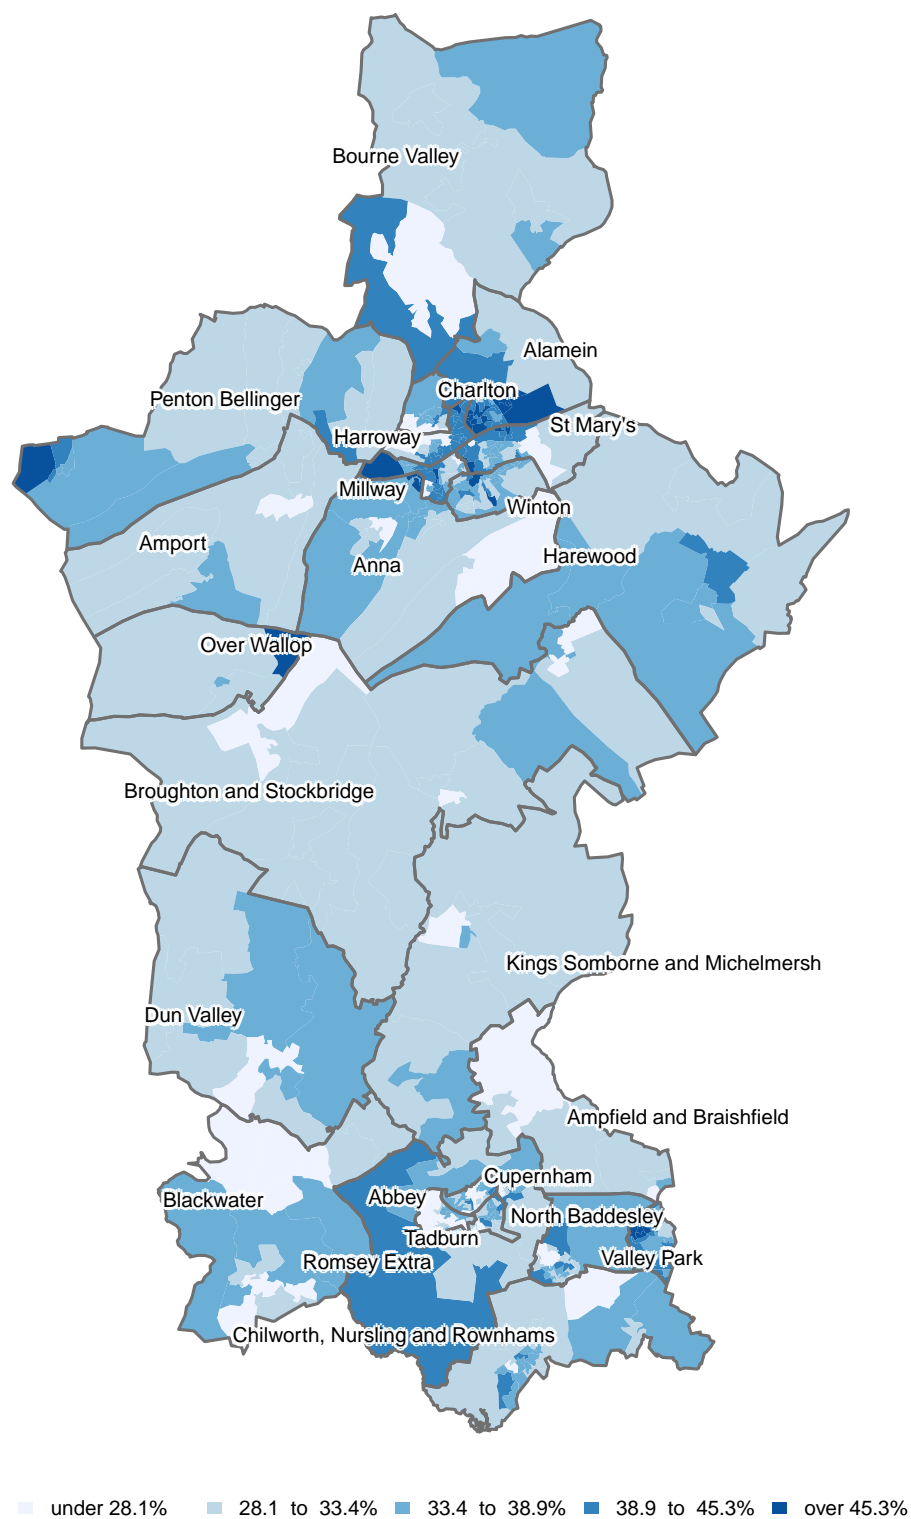 Bourne Valley
Alamein
Charlton
Penton Bellinger
St Mary's
Harroway
Millway
Winton
Amport
Harewood
Anna
Over Wallop
Broughton and Stockbridge
Kings Somborne and Michelmersh
Dun Valley
Ampfield and Braishfield
Cupernham
Blackwater
Abbey
North Baddesley
Tadburn
Valley Park
Romsey Extra
Chilworth, Nursling and Rownhams
under 28.1% 28.1 to 33.4% 33.4 to 38.9% 38.9 to 45.3% over 45.3%